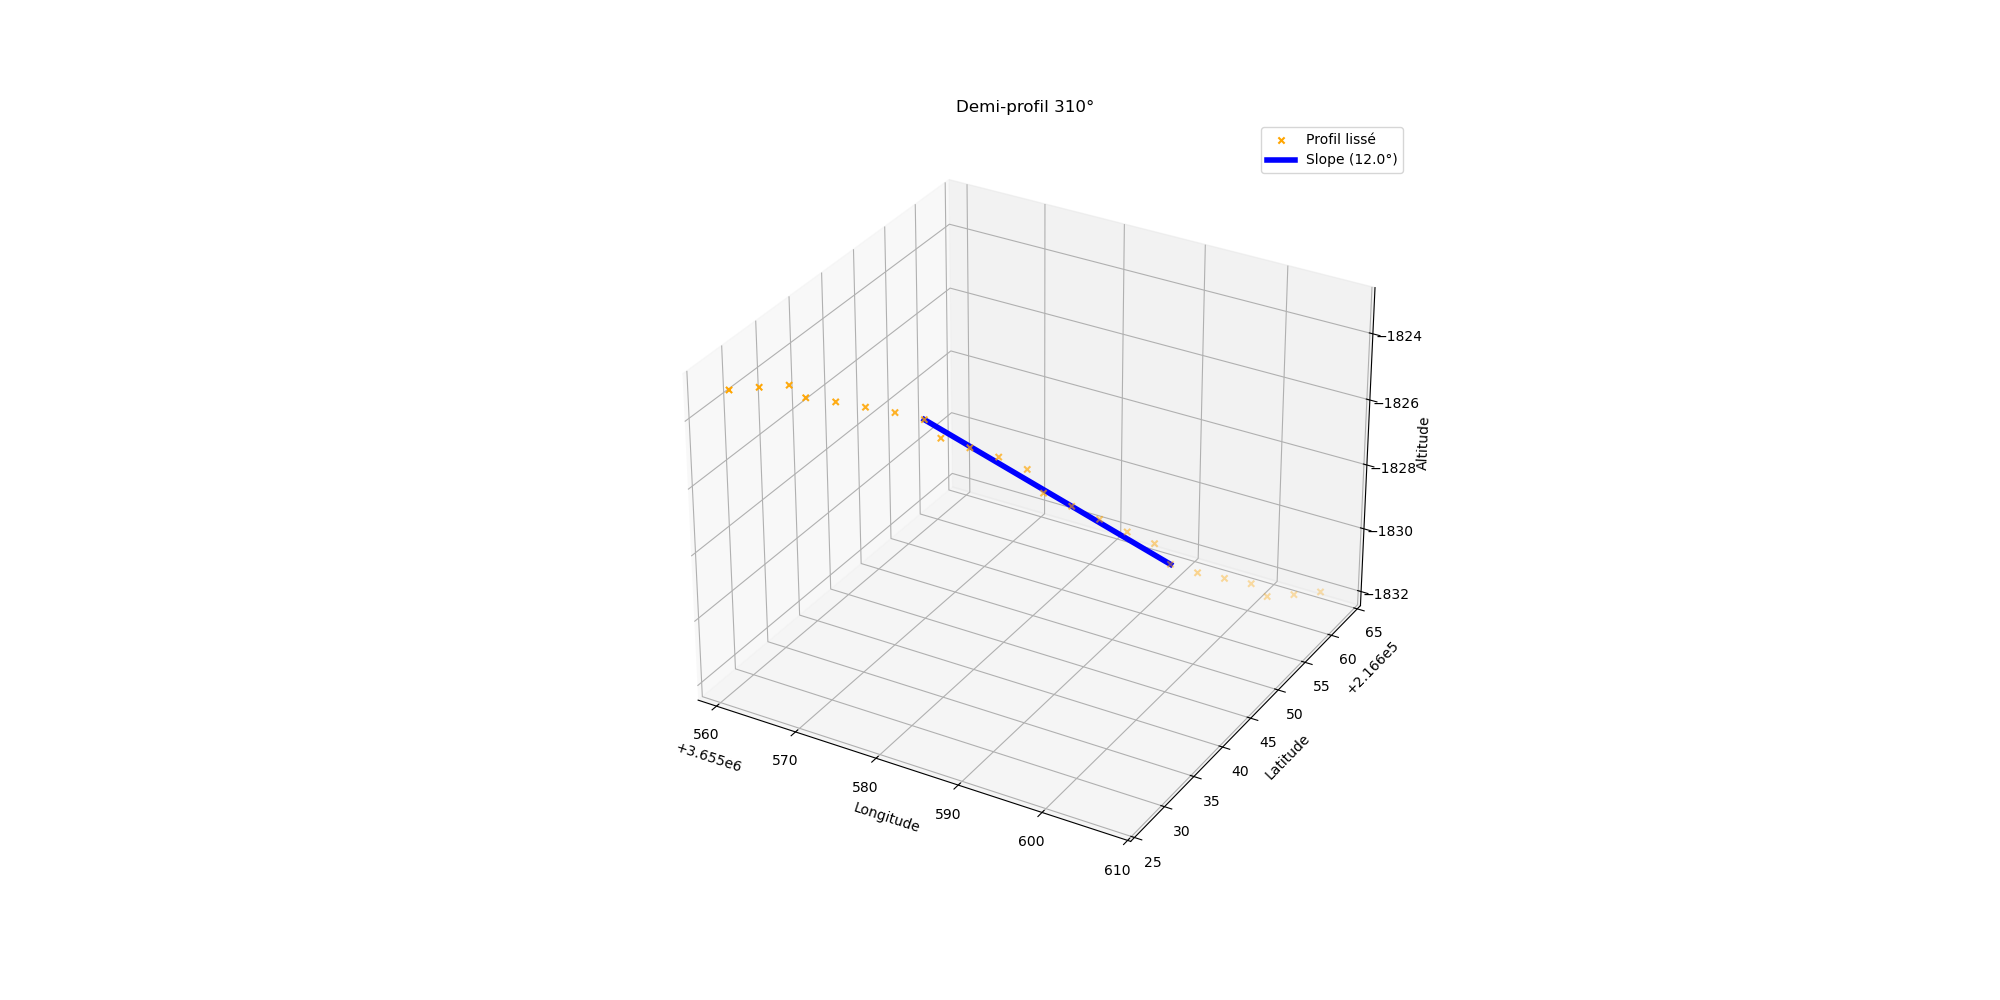 Demi-profil 310°
Profil lissé
Slope (12.0°)
−1824
−1826
−1828
−1830
−1832
Altitude
65
60
55
50
45
40
35
30
25
+2.166e5
Latitude
560
570
580
590
600
610
+3.655e6
Longitude